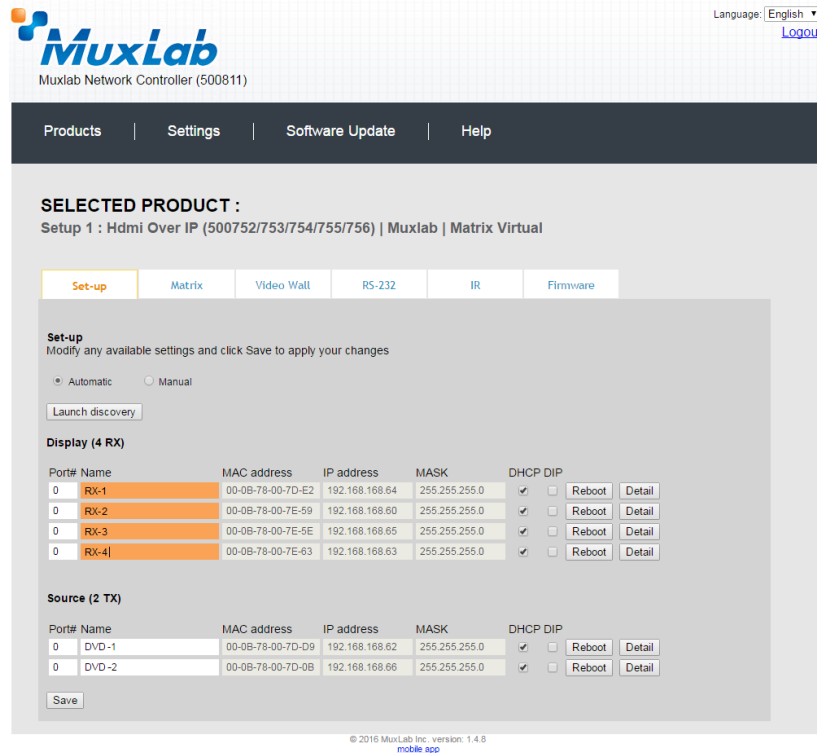 Language: English
Logou
MuxLab
Muxlab Network Controller (500811)
Products | Settings | Software Update | Help
SELECTED PRODUCT :
Setup 1 : Hdmi Over IP (500752/753/754/755/756) | Muxlab | Matrix Virtual
Set-up Matrix Video Wall RS-232 IR Firmware
Set-up
Modify any available settings and click Save to apply your changes
Automatic Manual
Launch discovery
Display (4 RX)
Port# Name MAC address IP address MASK DHCP DIP
0 RX-1 00-0B-78-00-7D-E2 192.168.168.64 255.255.255.0 Reboot Detail
0 RX-2 00-0B-78-00-7E-59 192.168.168.60 255.255.255.0 Reboot Detail
0 RX-3 00-0B-78-00-7E-5E 192.168.168.65 255.255.255.0 Reboot Detail
0 RX-4 00-0B-78-00-7E-63 192.168.168.63 255.255.255.0 Reboot Detail
Source (2 TX)
Port# Name MAC address IP address MASK DHCP DIP
0 DVD-1 00-0B-78-00-7D-D9 192.168.168.62 255.255.255.0 Reboot Detail
0 DVD-2 00-0B-78-00-7D-0B 192.168.168.66 255.255.255.0 Reboot Detail
Save
© 2016 MuxLab Inc. version: 1.4.8
mobile app